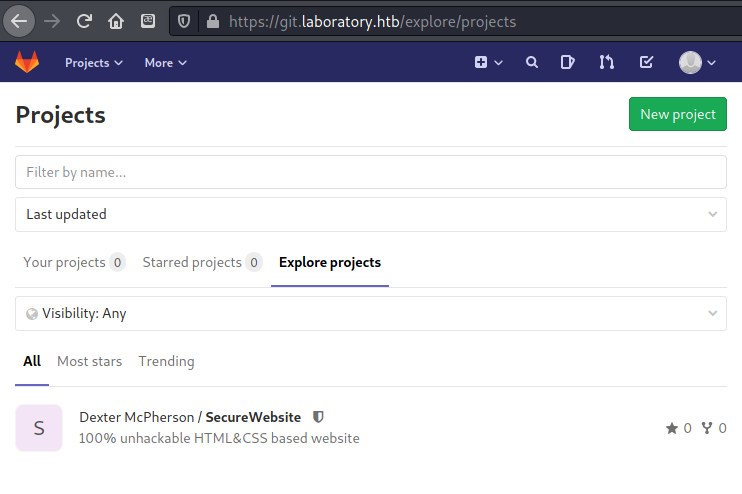 https://git.laboratory.htb/explore/projects
Projects More
Projects
New project
Filter by name...
Last updated
Your projects 0 Starred projects 0 Explore projects
Visibility: Any
All Most stars Trending
S
Dexter McPherson / SecureWebsite
0 0
100% unhackable HTML&CSS based website